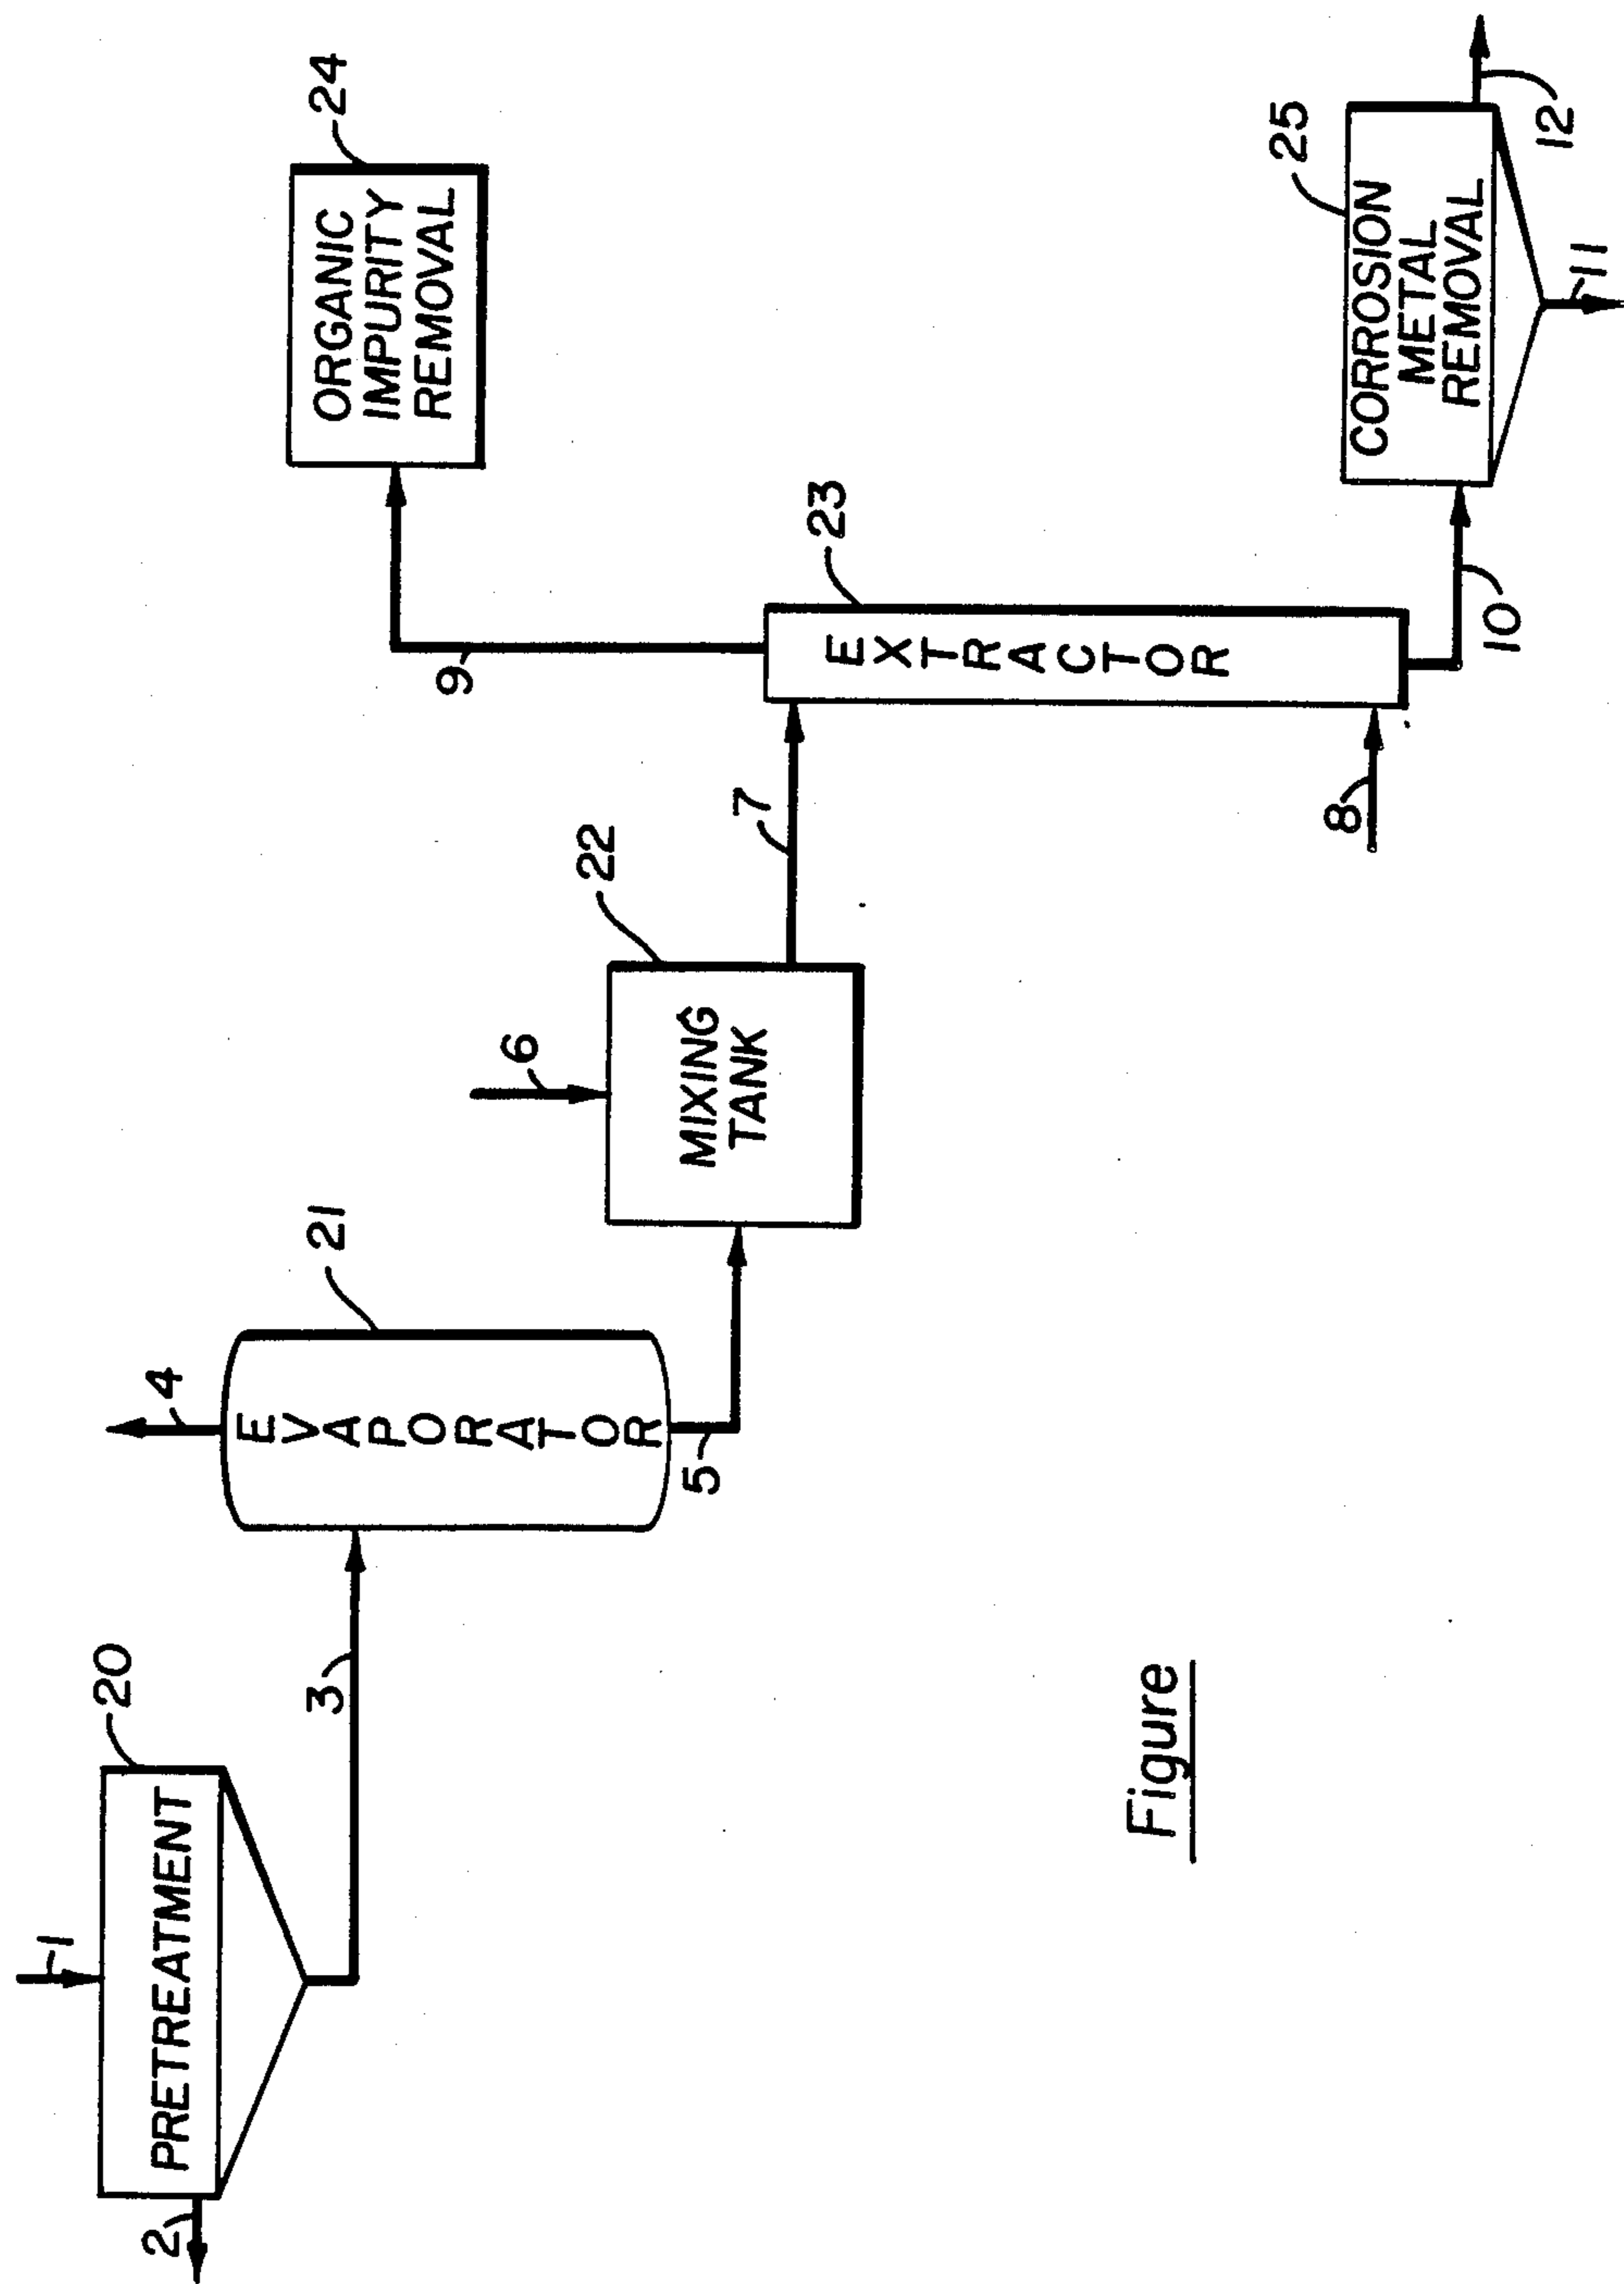 1
20
PRETREATMENT
2
3
4
21
EVAPORATOR
5
6
22
MIXING
TANK
7
23
EXTRACTOR
8
9
24
ORGANIC
IMPURITY
REMOVAL
10
25
CORROSION
METAL
REMOVAL
11
12
Figure